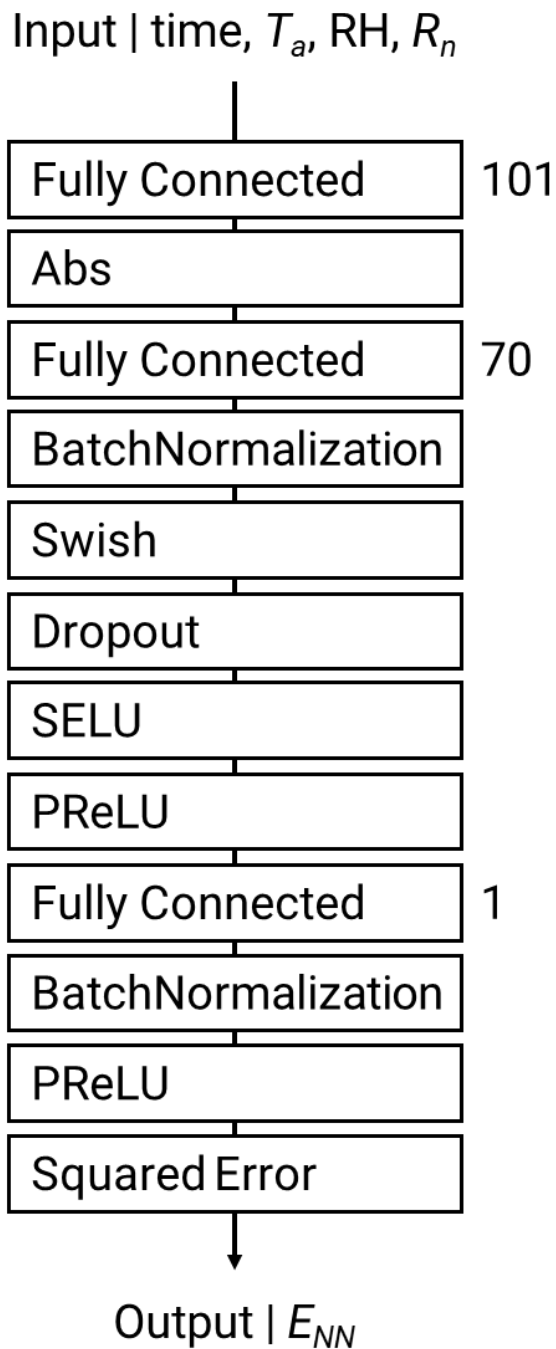 Input | time, Ta, RH, Rn
Fully Connected 101
Abs
Fully Connected 70
BatchNormalization
Swish
Dropout
SELU
PReLU
Fully Connected 1
BatchNormalization
PReLU
Squared Error
Output | ENN